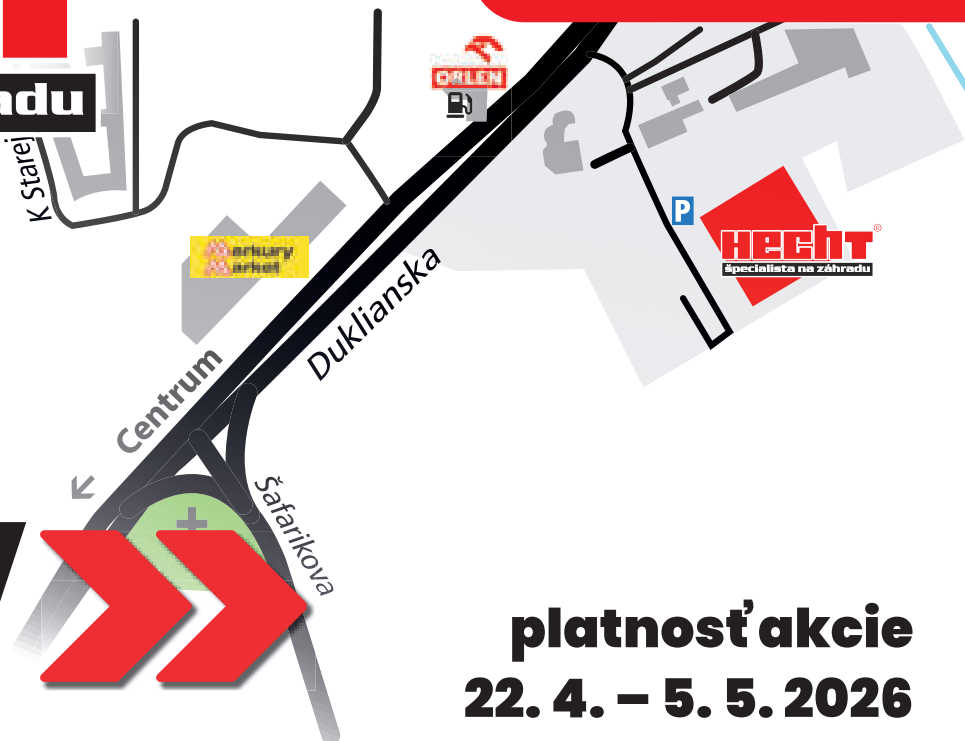 adu
K Starej
ORLEN
P
HECHT®
špecialista na záhradu
Merkury
Market
Duklianska
Centrum
Šafarikova
platnosť akcie
22. 4. – 5. 5. 2026